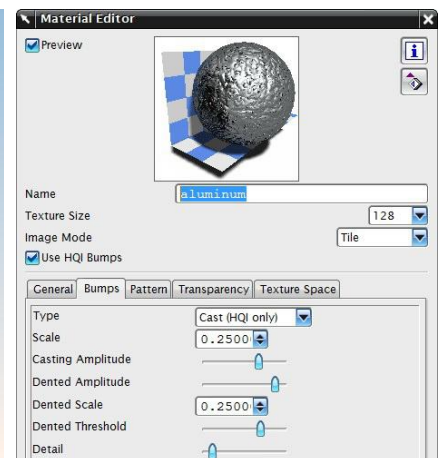 Material Editor
Preview
Name aluminum
Texture Size 128
Image Mode Tile
Use HQI Bumps
General Bumps Pattern Transparency Texture Space
Type Cast (HQI only)
Scale 0.2500
Casting Amplitude
Dented Amplitude
Dented Scale 0.2500
Dented Threshold
Detail